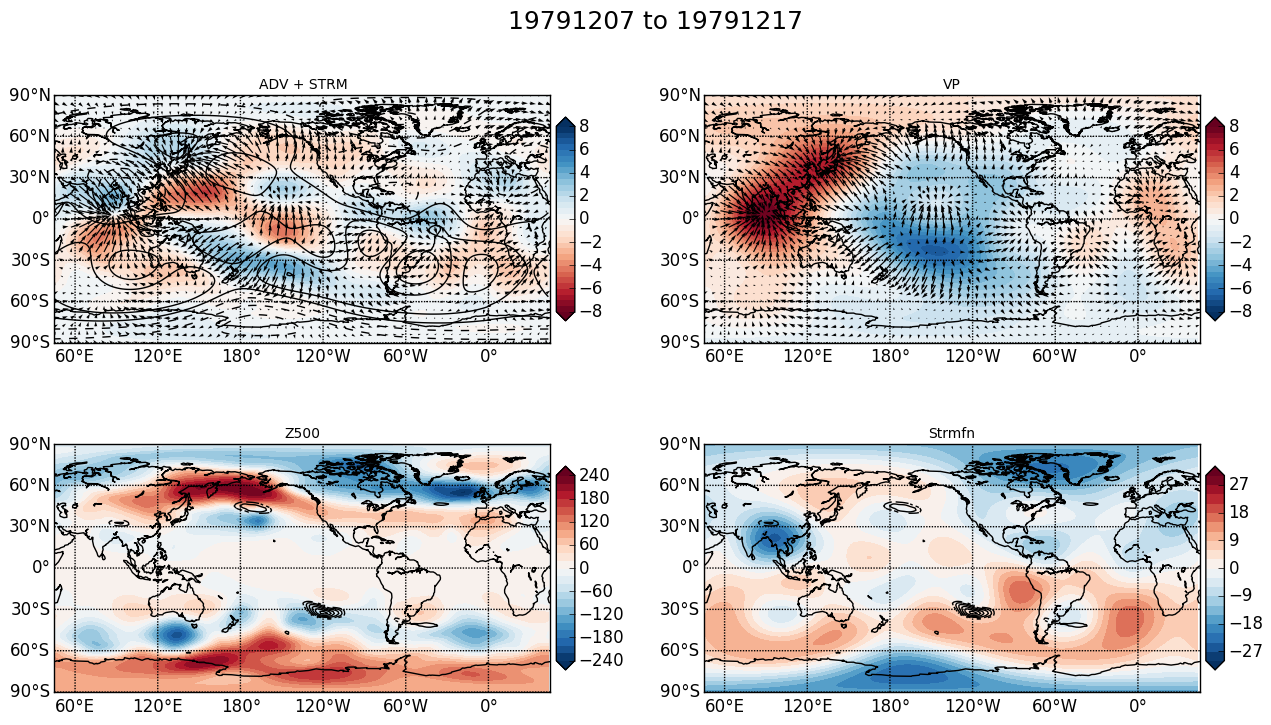 19791207 to 19791217
ADV + STRM
90°N
60°N
30°N
0°
30°S
60°S
90°S
60°E 120°E 180° 120°W 60°W 0°
8
6
4
2
0
−2
−4
−6
−8
VP
90°N
60°N
30°N
0°
30°S
60°S
90°S
60°E 120°E 180° 120°W 60°W 0°
8
6
4
2
0
−2
−4
−6
−8
Z500
90°N
60°N
30°N
0°
30°S
60°S
90°S
60°E 120°E 180° 120°W 60°W 0°
240
180
120
60
0
−60
−120
−180
−240
Strmfn
90°N
60°N
30°N
0°
30°S
60°S
90°S
60°E 120°E 180° 120°W 60°W 0°
27
18
9
0
−9
−18
−27